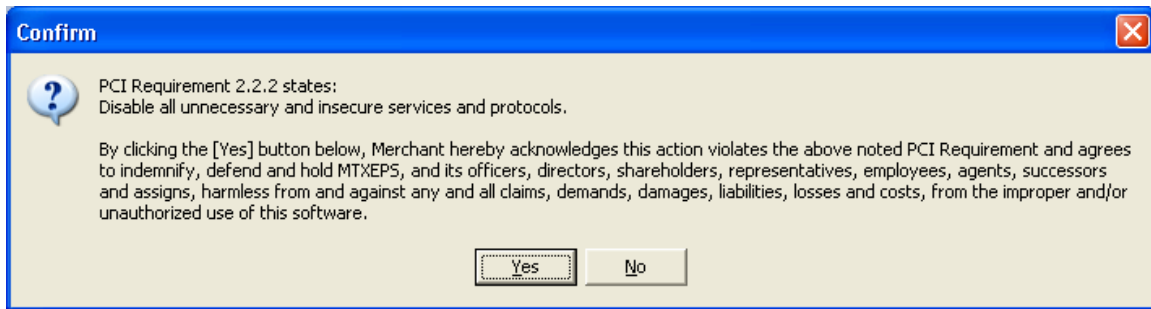 Confirm
PCI Requirement 2.2.2 states:
Disable all unnecessary and insecure services and protocols.
By clicking the [Yes] button below, Merchant hereby acknowledges this action violates the above noted PCI Requirement and agrees
to indemnify, defend and hold MTXEPS, and its officers, directors, shareholders, representatives, employees, agents, successors
and assigns, harmless from and against any and all claims, demands, damages, liabilities, losses and costs, from the improper and/or
unauthorized use of this software.
Yes No